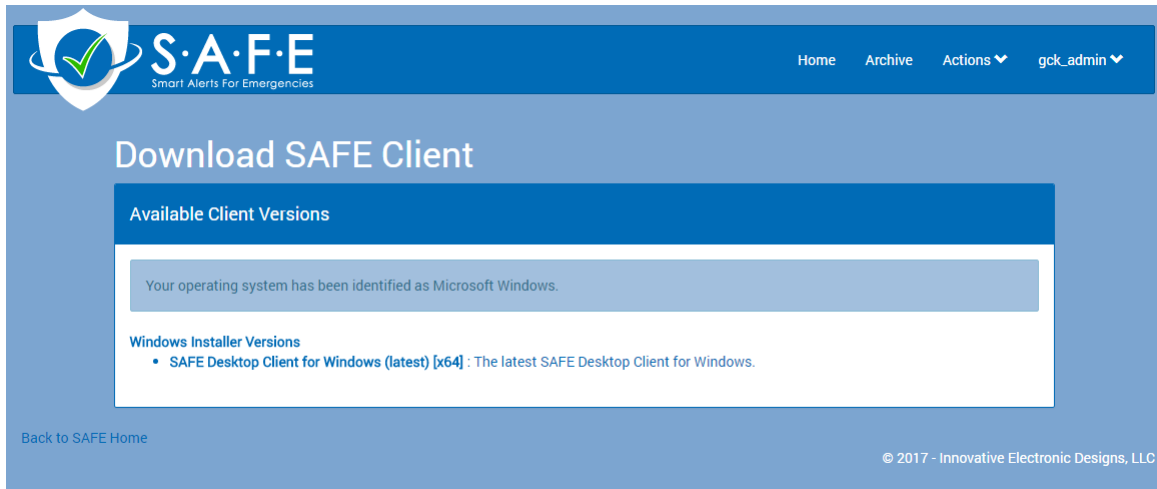 S·A·F·E
Smart Alerts For Emergencies
Home Archive Actions gck_admin
Download SAFE Client
Available Client Versions
Your operating system has been identified as Microsoft Windows.
Windows Installer Versions
• SAFE Desktop Client for Windows (latest) [x64] : The latest SAFE Desktop Client for Windows.
Back to SAFE Home
© 2017 - Innovative Electronic Designs, LLC